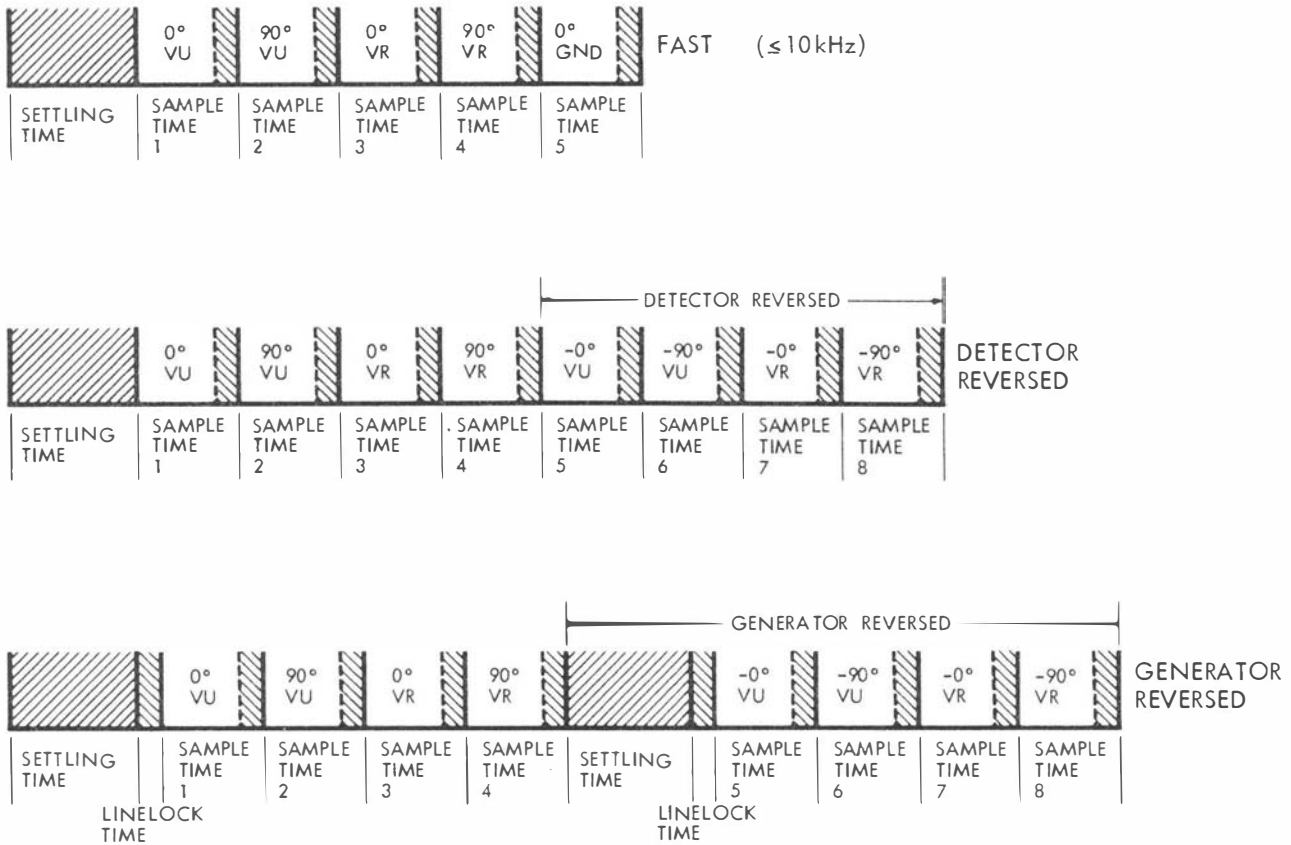 0° 90° 0° 90° 0°
VU VU VR VR GND
FAST (≤10kHz)
SETTLING TIME
SAMPLE TIME 1
SAMPLE TIME 2
SAMPLE TIME 3
SAMPLE TIME 4
SAMPLE TIME 5
DETECTOR REVERSED
0° 90° 0° 90° -0° -90° -0° -90°
VU VU VR VR VU VU VR VR
DETECTOR
REVERSED
SETTLING TIME
SAMPLE TIME 1
SAMPLE TIME 2
SAMPLE TIME 3
. SAMPLE TIME 4
SAMPLE TIME 5
SAMPLE TIME 6
SAMPLE TIME 7
SAMPLE TIME 8
GENERATOR REVERSED
0° 90° 0° 90° -0° -90° -0° -90°
VU VU VR VR VU VU VR VR
GENERATOR
REVERSED
SETTLING TIME
LINELOCK TIME
SAMPLE TIME 1
SAMPLE TIME 2
SAMPLE TIME 3
SAMPLE TIME 4
SETTLING TIME
LINELOCK TIME
SAMPLE TIME 5
SAMPLE TIME 6
SAMPLE TIME 7
SAMPLE TIME 8